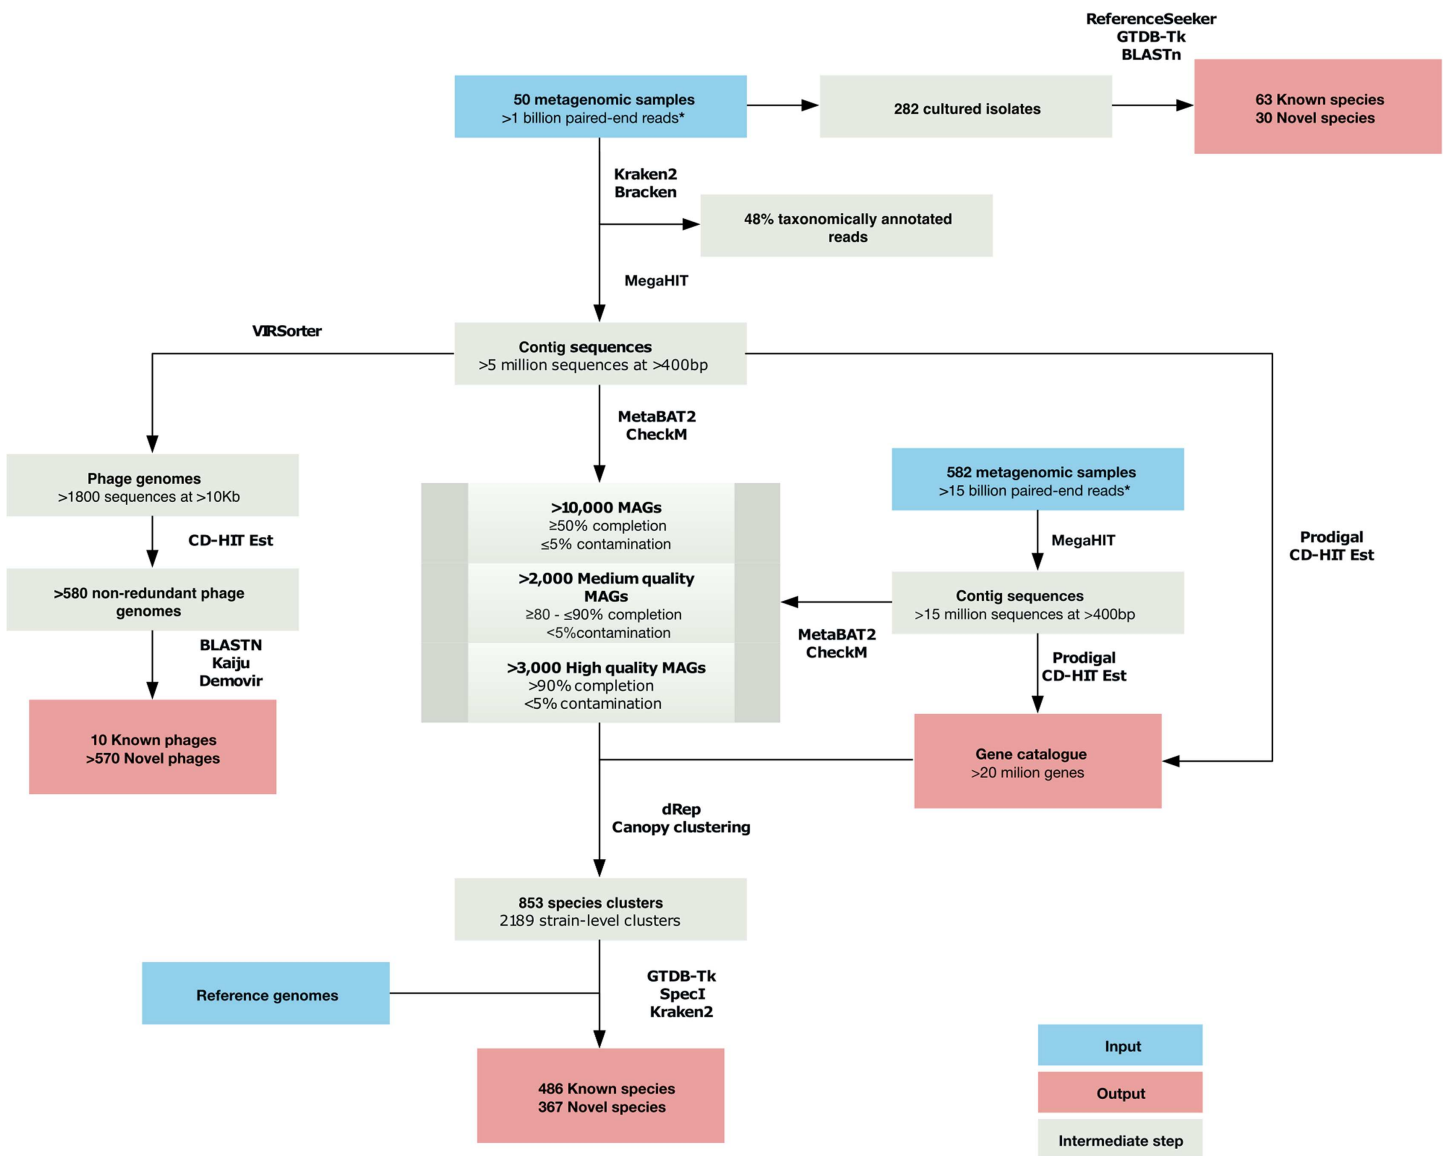 ReferenceSeeker
GTDB-Tk
BLASTn
50 metagenomic samples
>1 billion paired-end reads*
282 cultured isolates
63 Known species
30 Novel species
Kraken2
Bracken
48% taxonomically annotated
reads
MegaHIT
VIRSorter
Contig sequences
>5 million sequences at >400bp
MetaBAT2
CheckM
Phage genomes
>1800 sequences at >10Kb
582 metagenomic samples
>15 billion paired-end reads*
>10,000 MAGs
≥50% completion
≤5% contamination
CD-HIT Est
MegaHIT
Prodigal
CD-HIT Est
>580 non-redundant phage
genomes
>2,000 Medium quality
MAGs
≥80 - ≤90% completion
<5%contamination
Contig sequences
>15 million sequences at >400bp
MetaBAT2
CheckM
BLASTN
Kaiju
Demovir
>3,000 High quality MAGs
>90% completion
<5% contamination
Prodigal
CD-HIT Est
10 Known phages
>570 Novel phages
Gene catalogue
>20 milion genes
dRep
Canopy clustering
853 species clusters
2189 strain-level clusters
Reference genomes
GTDB-Tk
SpecI
Kraken2
486 Known species
367 Novel species
Input
Output
Intermediate step